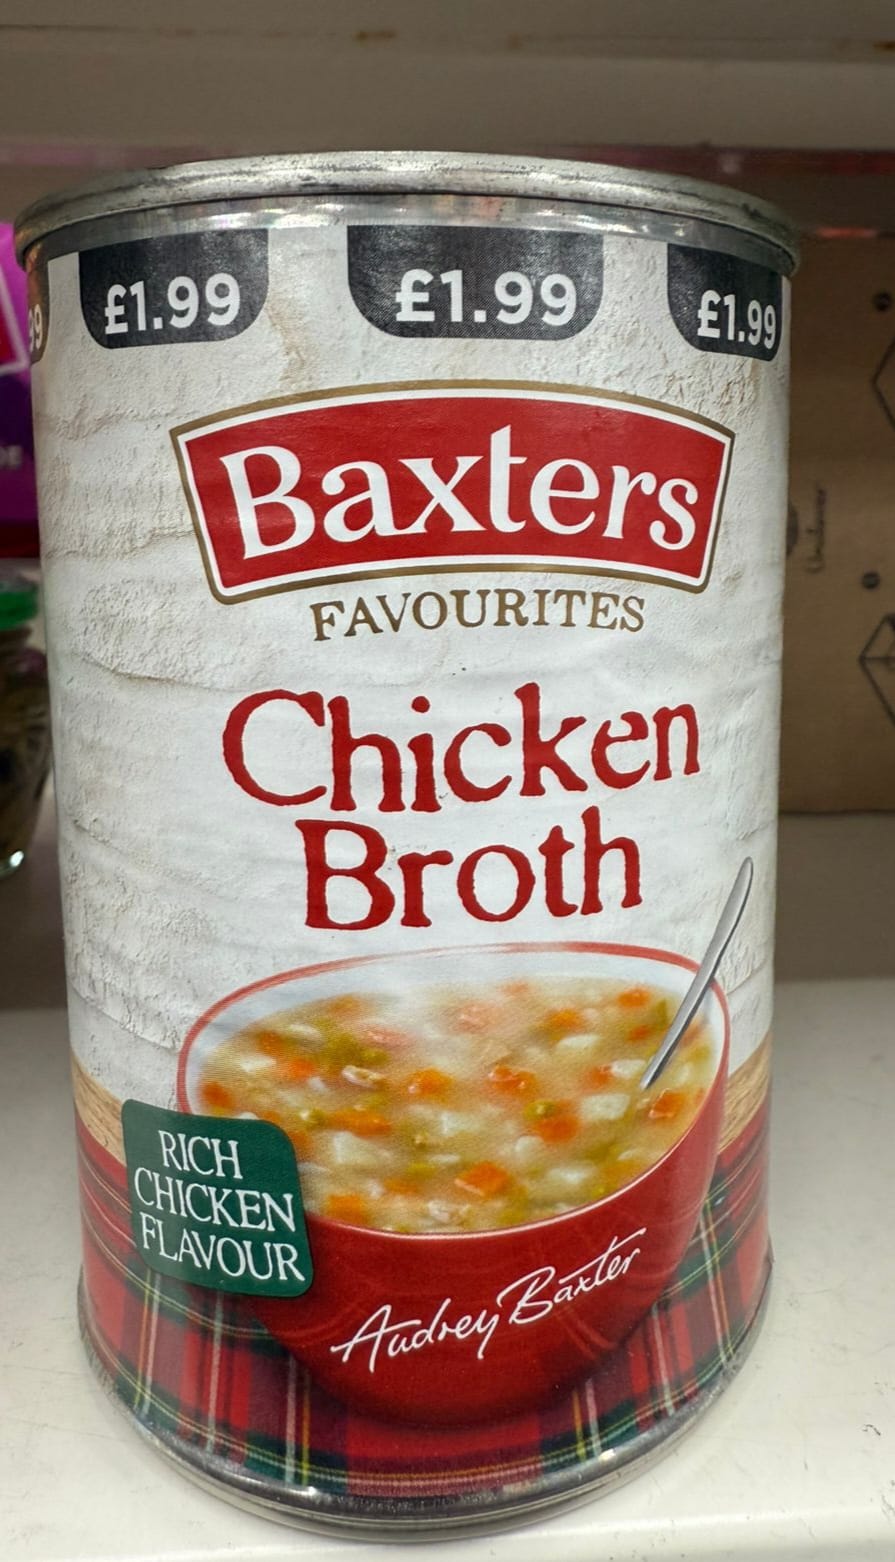 £1.99 £1.99 £1.99
Baxters
FAVOURITES
Chicken
Broth
RICH
CHICKEN
FLAVOUR
Audrey Baxter